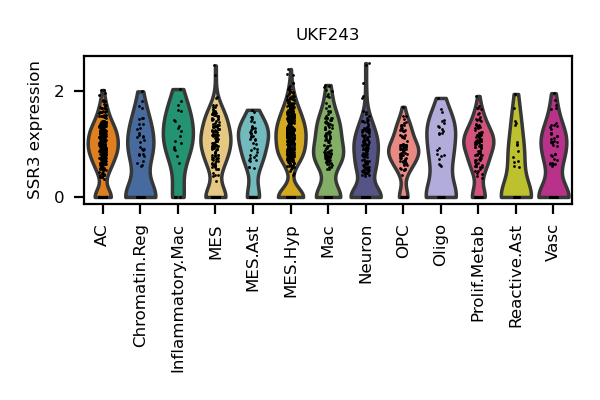 UKF243
SSR3 expression
2
0
AC
Chromatin.Reg
Inflammatory.Mac
MES
MES.Ast
MES.Hyp
Mac
Neuron
OPC
Oligo
Prolif.Metab
Reactive.Ast
Vasc